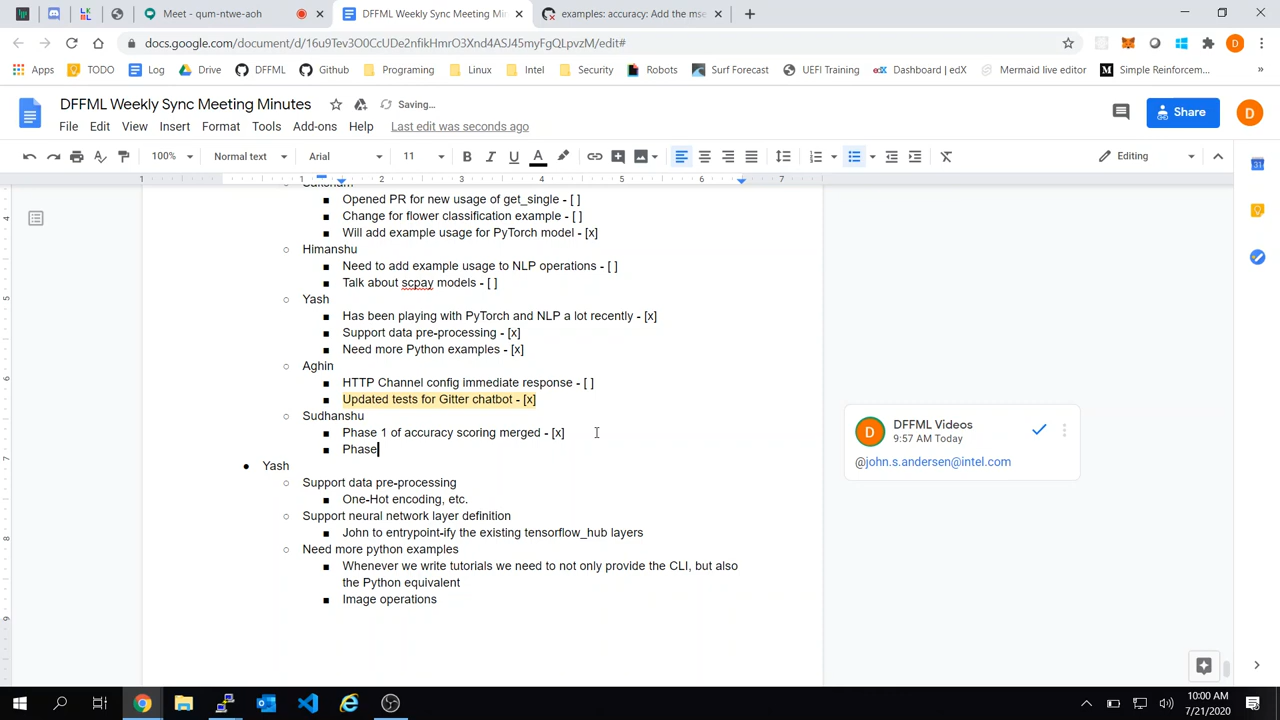 Meet - qum-ntwe-aoh
DFFML Weekly Sync Meeting Min
examples: accuracy: Add the mse
docs.google.com/document/d/16u9Tev3O0CcUDe2nfikHmrO3Xnd4ASJ45myFgQLpvzM/edit#
Apps TODO Log Drive DFFML Github Programing Linux Intel Security Robots Surf Forecast UEFI Training Dashboard | edX Mermaid live editor Simple Reinforcem...
DFFML Weekly Sync Meeting Minutes Saving...
File Edit View Insert Format Tools Add-ons Help Last edit was seconds ago
Share
D
100% Normal text Arial 11 B I U A Editing
1 1 2 3 4 5 6 7
Opened PR for new usage of get_single - [ ]
Change for flower classification example - [ ]
Will add example usage for PyTorch model - [x]
Himanshu
Need to add example usage to NLP operations - [ ]
Talk about scpay models - [ ]
Yash
Has been playing with PyTorch and NLP a lot recently - [x]
Support data pre-processing - [x]
Need more Python examples - [x]
Aghin
HTTP Channel config immediate response - [ ]
Updated tests for Gitter chatbot - [x]
Sudhanshu
Phase 1 of accuracy scoring merged - [x]
Phase
Yash
Support data pre-processing
One-Hot encoding, etc.
Support neural network layer definition
John to entrypoint-ify the existing tensorflow_hub layers
Need more python examples
Whenever we write tutorials we need to not only provide the CLI, but also
the Python equivalent
Image operations
D
DFFML Videos
9:57 AM Today
@john.s.andersen@intel.com
10:00 AM
7/21/2020